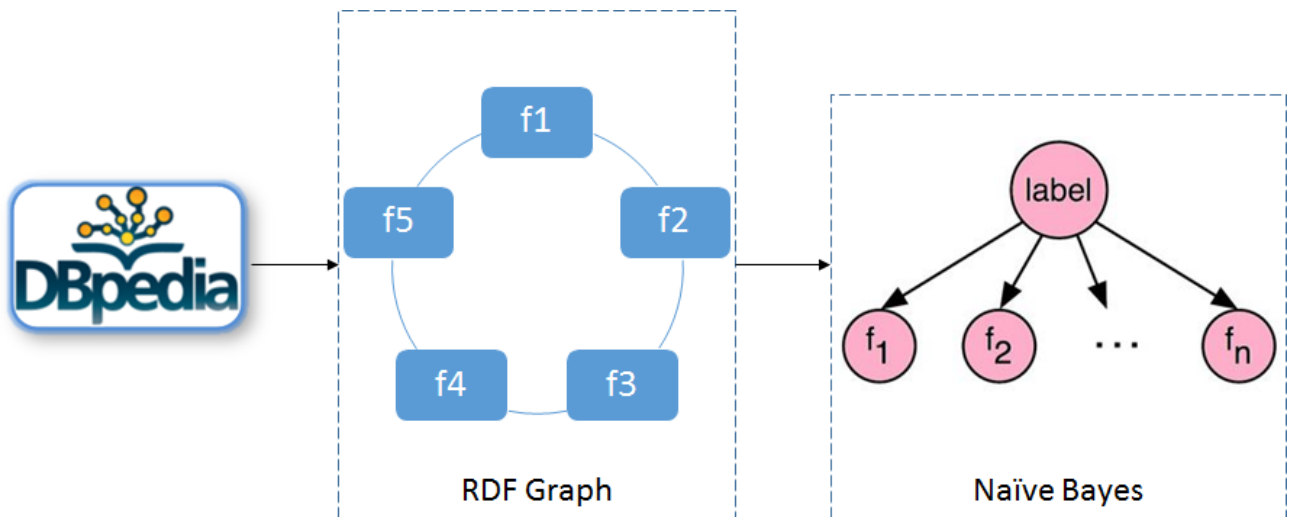 DBpedia
f1
f5
f2
f4
f3
RDF Graph
label
f1
f2
...
fn
Naïve Bayes